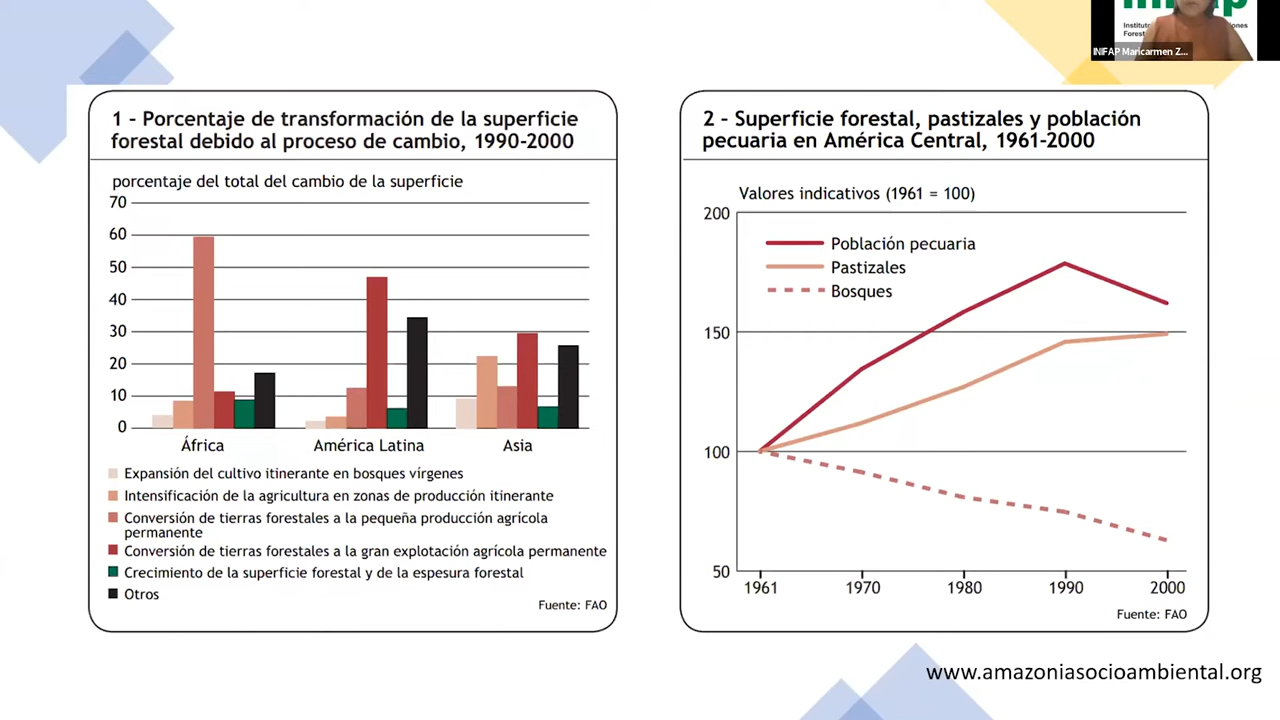 INIFAP Maricarmen Z...
1 - Porcentaje de transformación de la superficie
forestal debido al proceso de cambio, 1990-2000
porcentaje del total del cambio de la superficie
70
60
50
40
30
20
10
0
África
América Latina
Asia
Expansión del cultivo itinerante en bosques vírgenes
Intensificación de la agricultura en zonas de producción itinerante
Conversión de tierras forestales a la pequeña producción agrícola
permanente
Conversión de tierras forestales a la gran explotación agrícola permanente
Crecimiento de la superficie forestal y de la espesura forestal
Otros
Fuente: FAO
2 - Superficie forestal, pastizales y población
pecuaria en América Central, 1961-2000
Valores indicativos (1961 = 100)
200
150
100
50
Población pecuaria
Pastizales
Bosques
1961
1970
1980
1990
2000
Fuente: FAO
www.amazoniasocioambiental.org